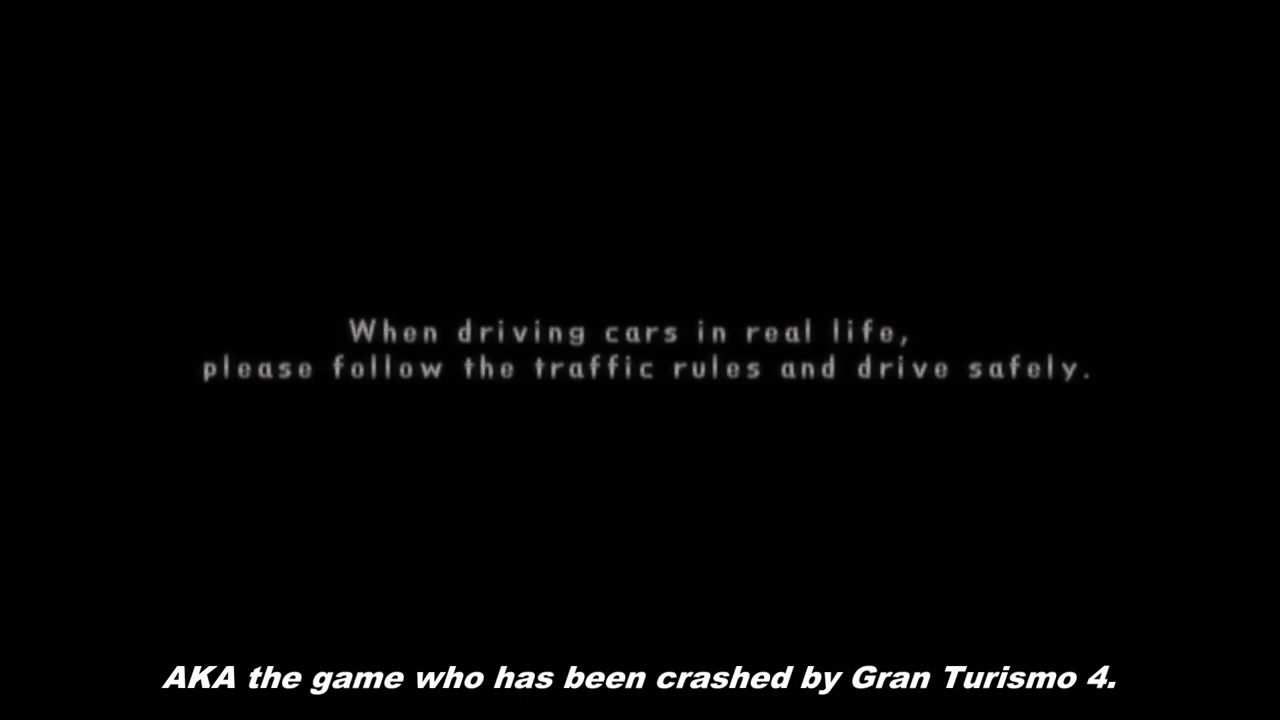 When driving cars in real life,
please follow the traffic rules and drive safely.
AKA the game who has been crashed by Gran Turismo 4.